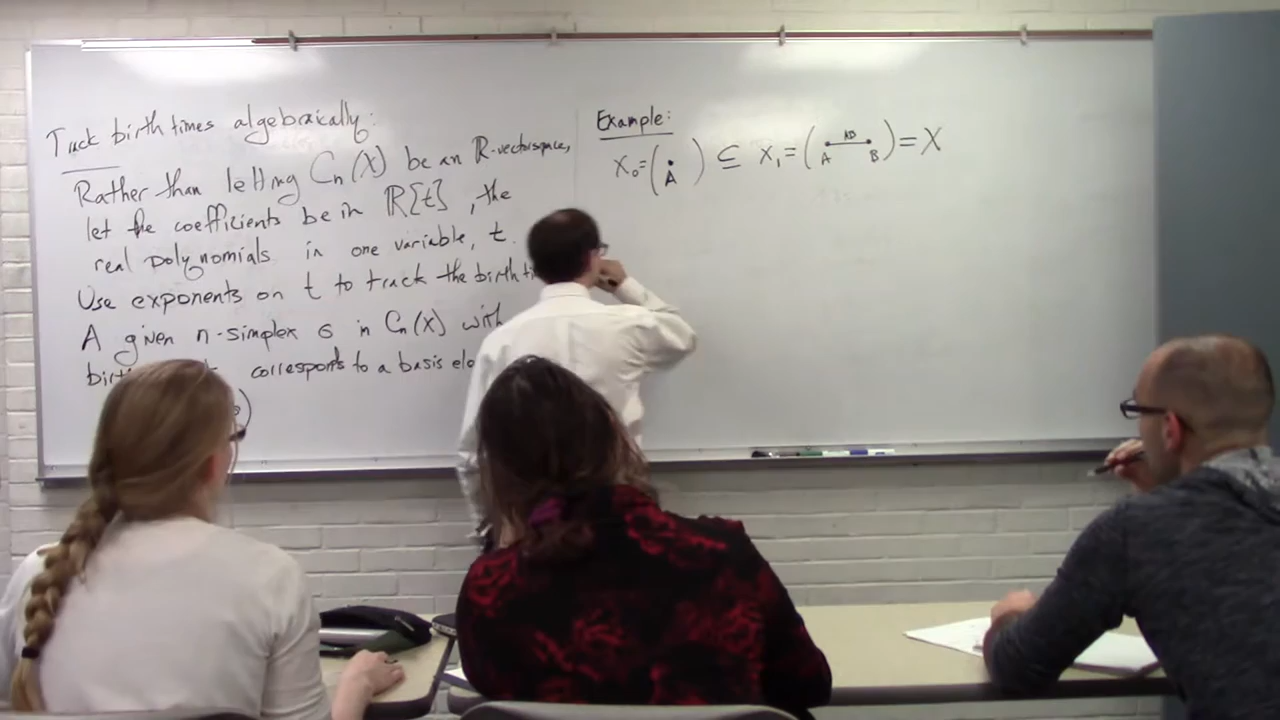 Track birth times algebraically:
Rather than letting Cₙ(X) be an ℝ-vectorspace,
let the coefficients be in ℝ[t], the
real polynomials in one variable, t.
Use exponents on t to track the birth
A given n-simplex σ in Cₙ(X) with
corresponds to a basis
Example:
X₀=(A) ⊆ X₁=(A AB B)=X